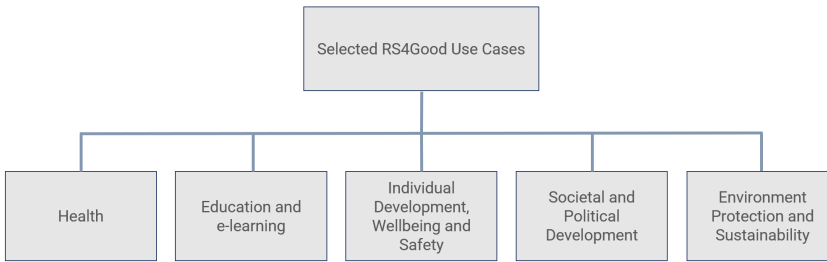 Selected RS4Good Use Cases
Health
Education and
e-learning
Individual
Development,
Wellbeing and
Safety
Societal and
Political
Development
Environment
Protection and
Sustainability